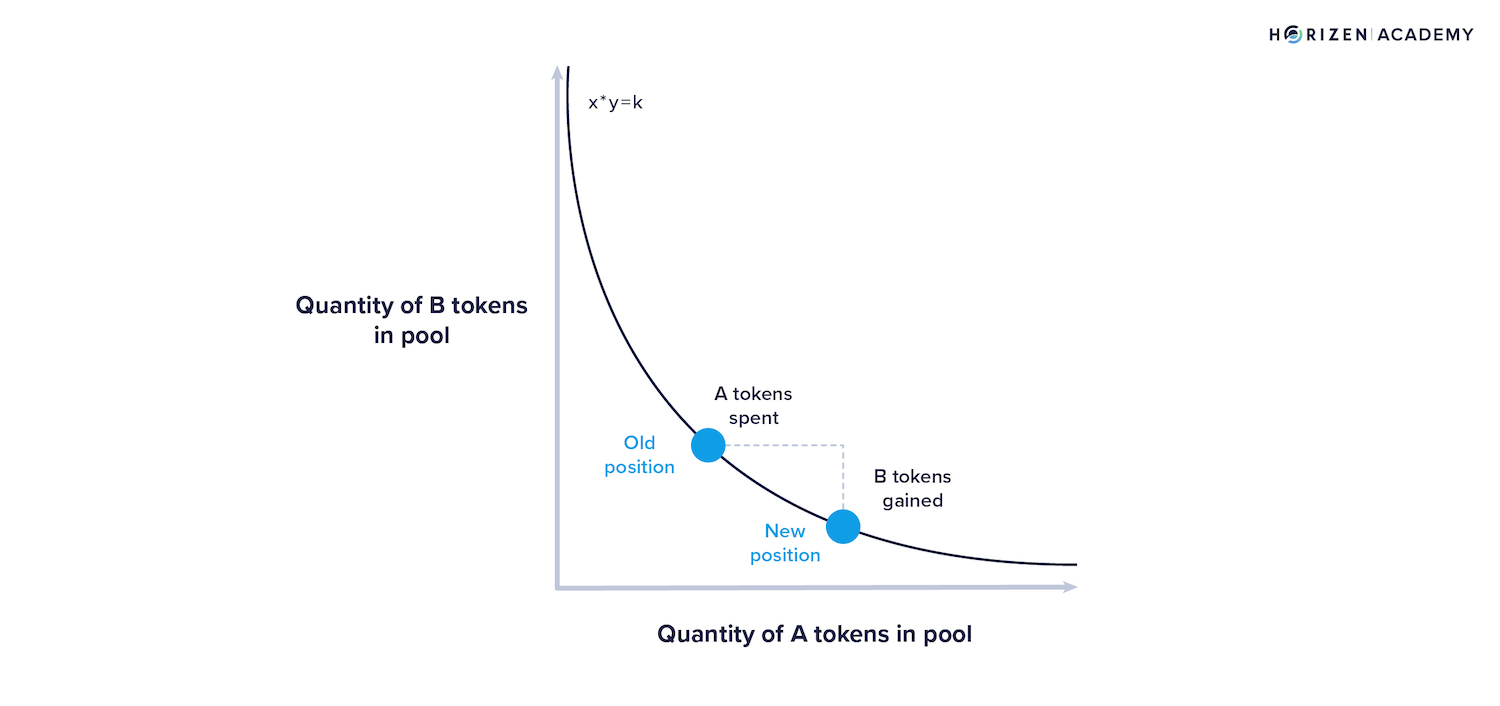 HORIZEN ACADEMY
x*y=k
Quantity of B tokens
in pool
A tokens
spent
Old
position
B tokens
gained
New
position
Quantity of A tokens in pool